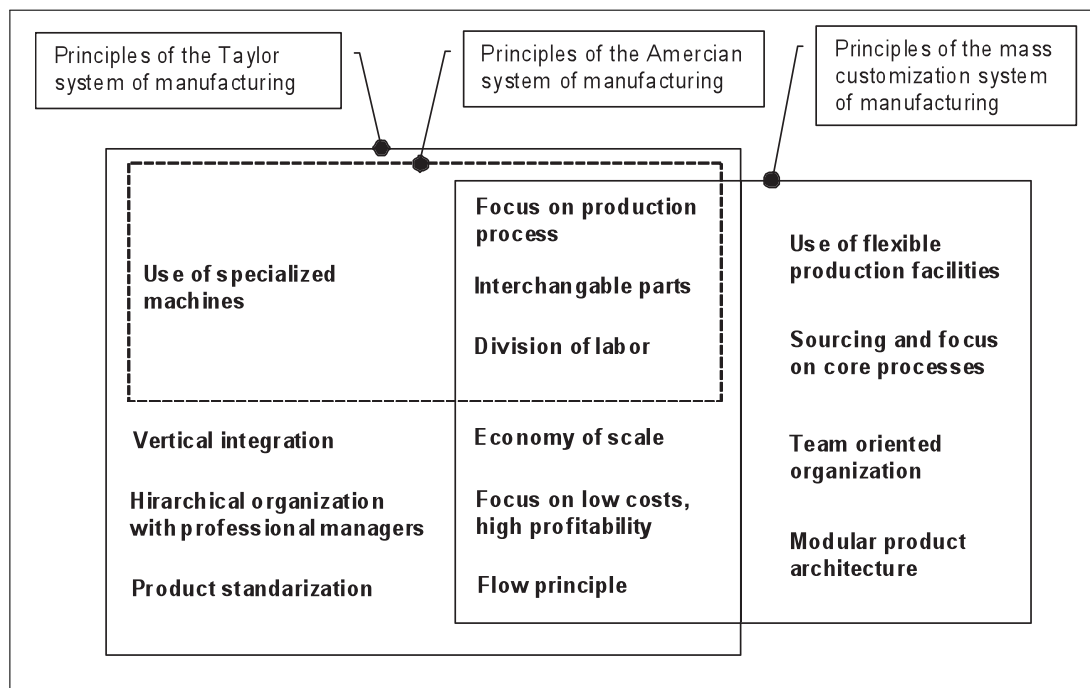 Principles of the Taylor
system of manufacturing
Principles of the Amercian
system of manufacturing
Principles of the mass
customization system
of manufacturing
Use of specialized
machines
Focus on production
process
Interchangable parts
Division of labor
Use of flexible
production facilities
Sourcing and focus
on core processes
Vertical integration
Hirarchical organization
with professional managers
Product standarization
Economy of scale
Focus on low costs,
high profitability
Flow principle
Team oriented
organization
Modular product
architecture